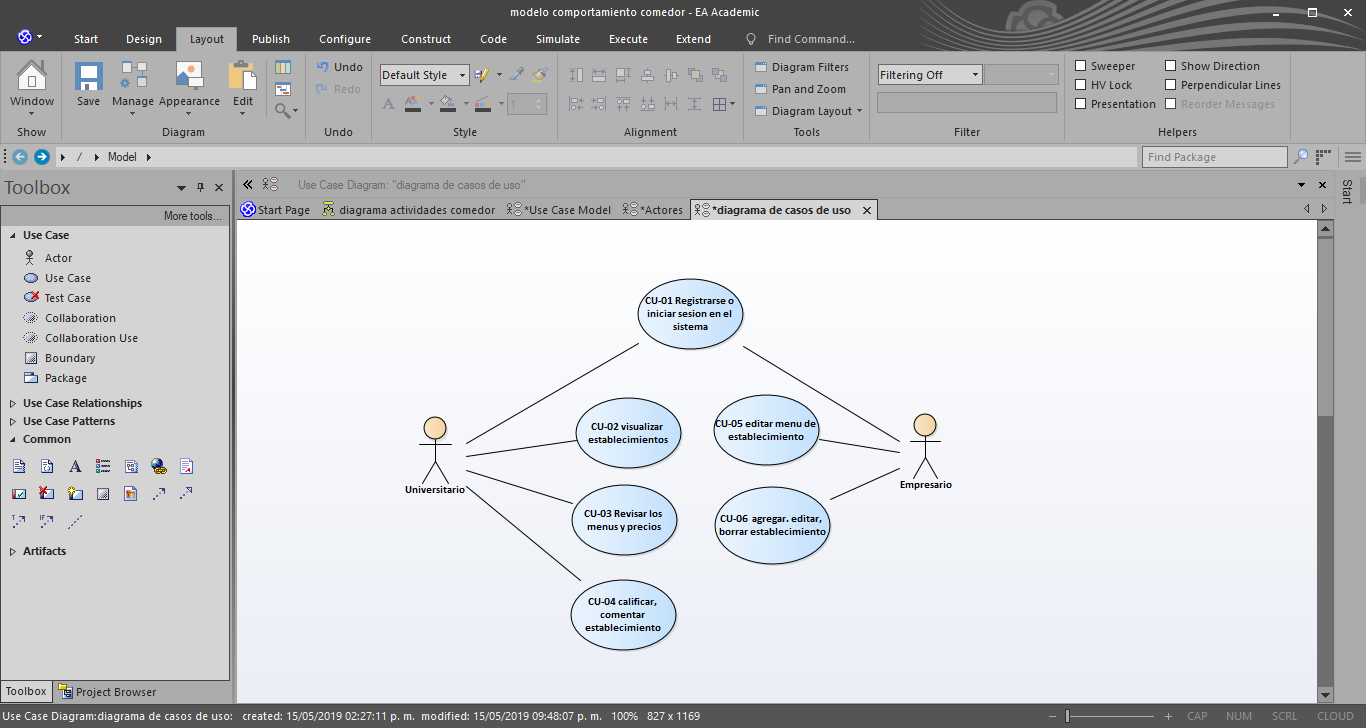 modelo comportamiento comedor - EA Academic
Start Design Layout Publish Configure Construct Code Simulate Execute Extend Find Command...
Window
Show
Save Manage Appearance Edit
Diagram
Undo
Redo
Undo
Default Style
A
1
Style
Alignment
Diagram Filters
Pan and Zoom
Diagram Layout
Tools
Filtering Off
Filter
Sweeper Show Direction
HV Lock Perpendicular Lines
Presentation Reorder Messages
Helpers
/ Model
Find Package
Toolbox
More tools...
Use Case
Actor
Use Case
Test Case
Collaboration
Collaboration Use
Boundary
Package
Use Case Relationships
Use Case Patterns
Common
A
Artifacts
Toolbox Project Browser
Use Case Diagram: "diagrama de casos de uso"
Start Page diagrama actividades comedor *Use Case Model *Actores *diagrama de casos de uso
Start
CU-01 Registrarse o
iniciar sesion en el
sistema
CU-02 visualizar
establecimientos
CU-05 editar menu de
establecimiento
Universitario
Empresario
CU-03 Revisar los
menus y precios
CU-06 agregar. editar,
borrar establecimiento
CU-04 calificar,
comentar
establecimiento
Use Case Diagram:diagrama de casos de uso: created: 15/05/2019 02:27:11 p. m. modified: 15/05/2019 09:48:07 p. m. 100% 827 x 1169
CAP NUM SCRL CLOUD